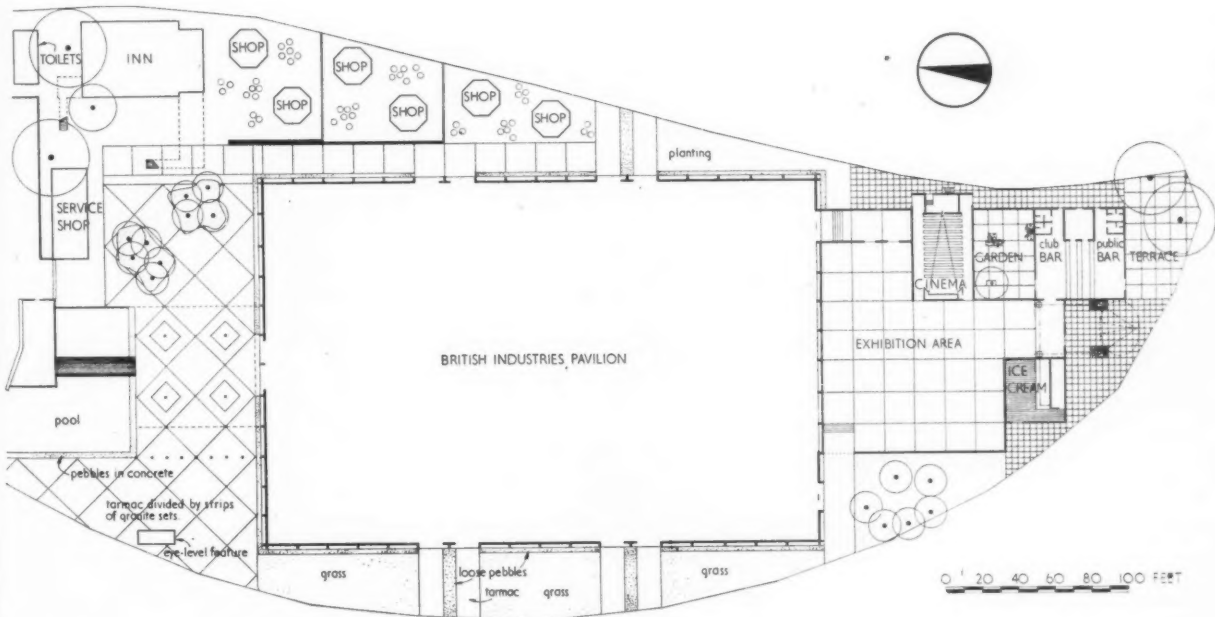 TOILETS
INN
SHOP
SHOP
SHOP
SHOP
SHOP
SHOP
planting
SERVICE
SHOP
CINEMA
GARDEN
club
BAR
public
BAR
TERRACE
BRITISH INDUSTRIES PAVILION
EXHIBITION AREA
ICE
CREAM
pool
pebbles in concrete
tarmac divided by strips
of granite sets.
eye-level feature
grass
loose pebbles
tarmac
grass
grass
0 20 40 60 80 100 FEET